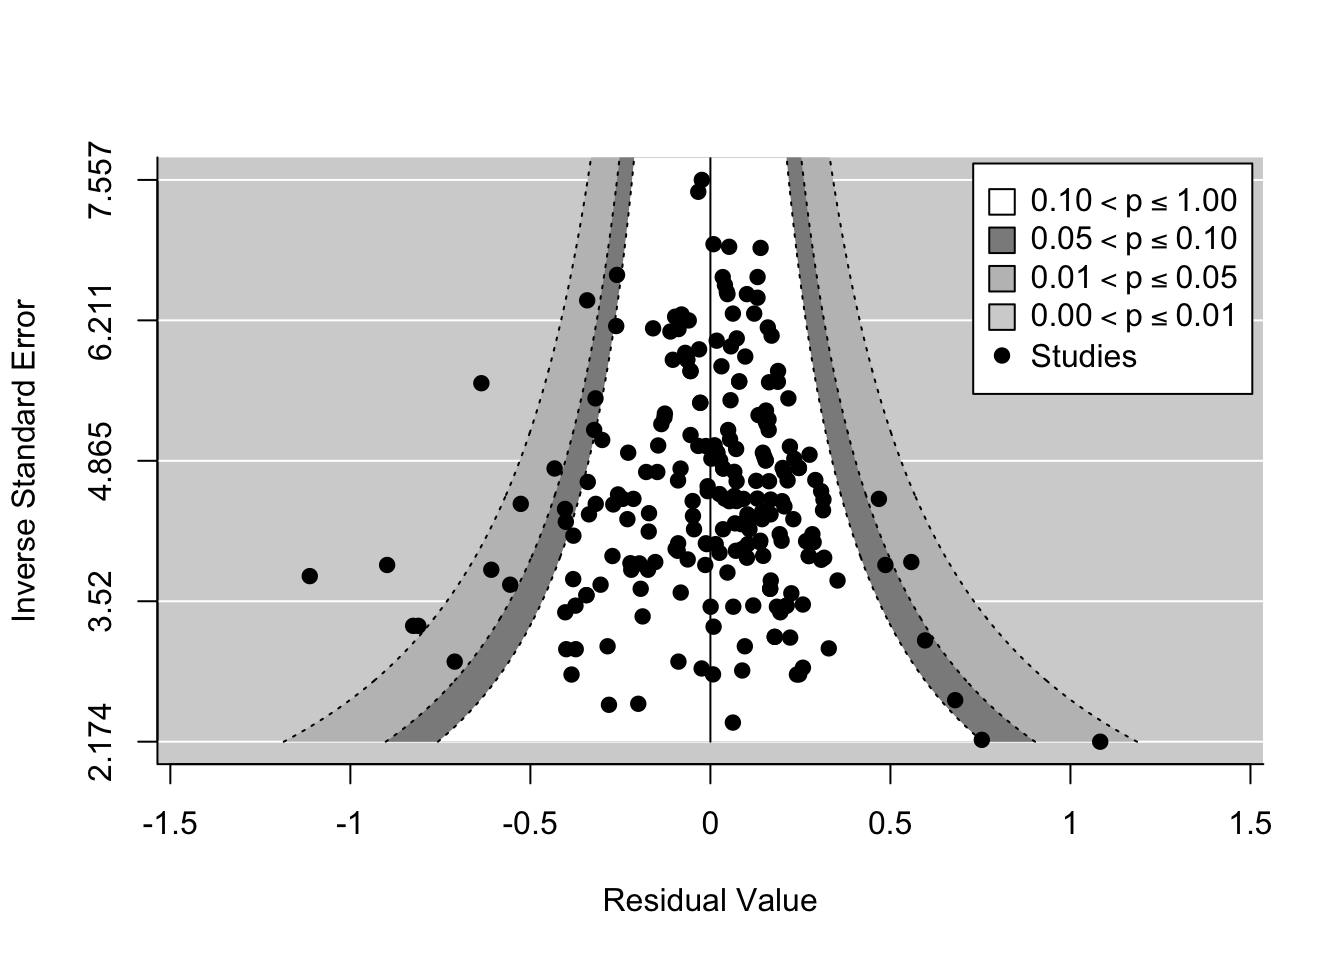 7.557
6.211
4.865
3.52
2.174
Inverse Standard Error
0.10 < p ≤ 1.00
0.05 < p ≤ 0.10
0.01 < p ≤ 0.05
0.00 < p ≤ 0.01
Studies
-1.5 -1 -0.5 0 0.5 1 1.5
Residual Value